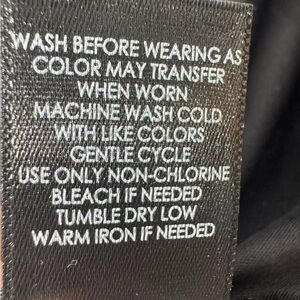 WASH BEFORE WEARING AS
COLOR MAY TRANSFER
WHEN WORN
MACHINE WASH COLD
WITH LIKE COLORS
GENTLE CYCLE
USE ONLY NON-CHLORINE
BLEACH IF NEEDED
TUMBLE DRY LOW
WARM IRON IF NEEDED